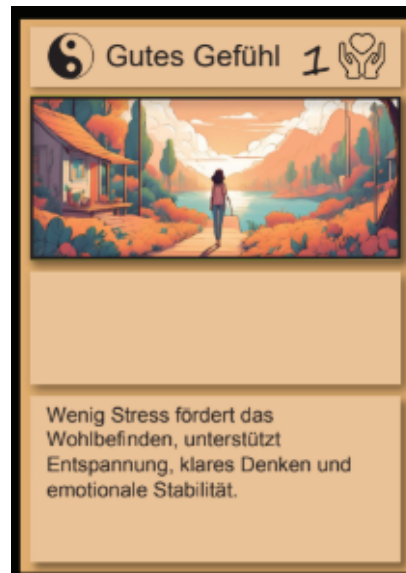 Gutes Gefühl 1
Wenig Stress fördert das
Wohlbefinden, unterstützt
Entspannung, klares Denken und
emotionale Stabilität.